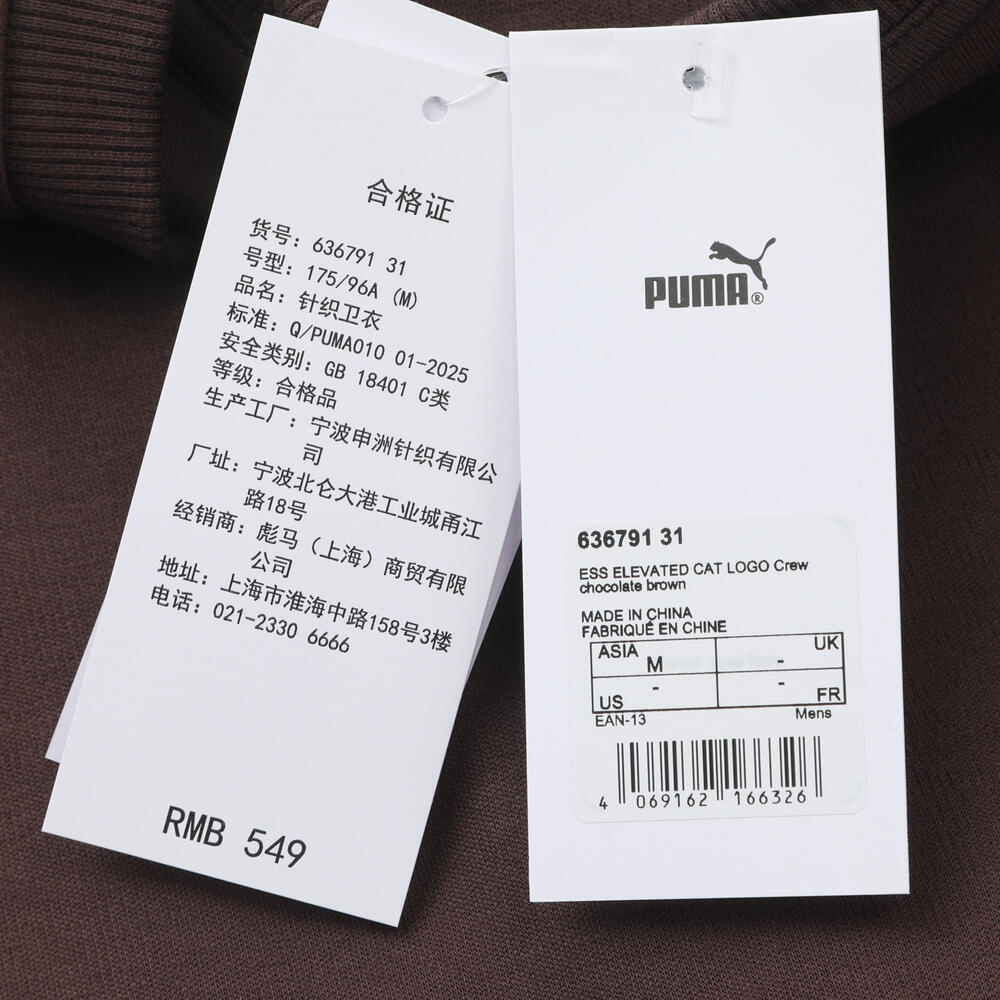 合格证
货号: 636791 31
号型: 175/96A (M)
品名: 针织卫衣
标准: Q/PUMA010 01-2025
安全类别: GB 18401 C类
等级: 合格品
生产工厂: 宁波申洲针织有限公
司
厂址: 宁波北仑大港工业城甬江
路18号
经销商: 彪马（上海）商贸有限
公司
地址: 上海市淮海中路158号3楼
电话: 021-2330 6666
RMB 549
PUMA®
636791 31
ESS ELEVATED CAT LOGO Crew
chocolate brown
MADE IN CHINA
FABRIQUÉ EN CHINE
ASIA M - UK
US - - FR
EAN-13 Mens
4 069162 166326